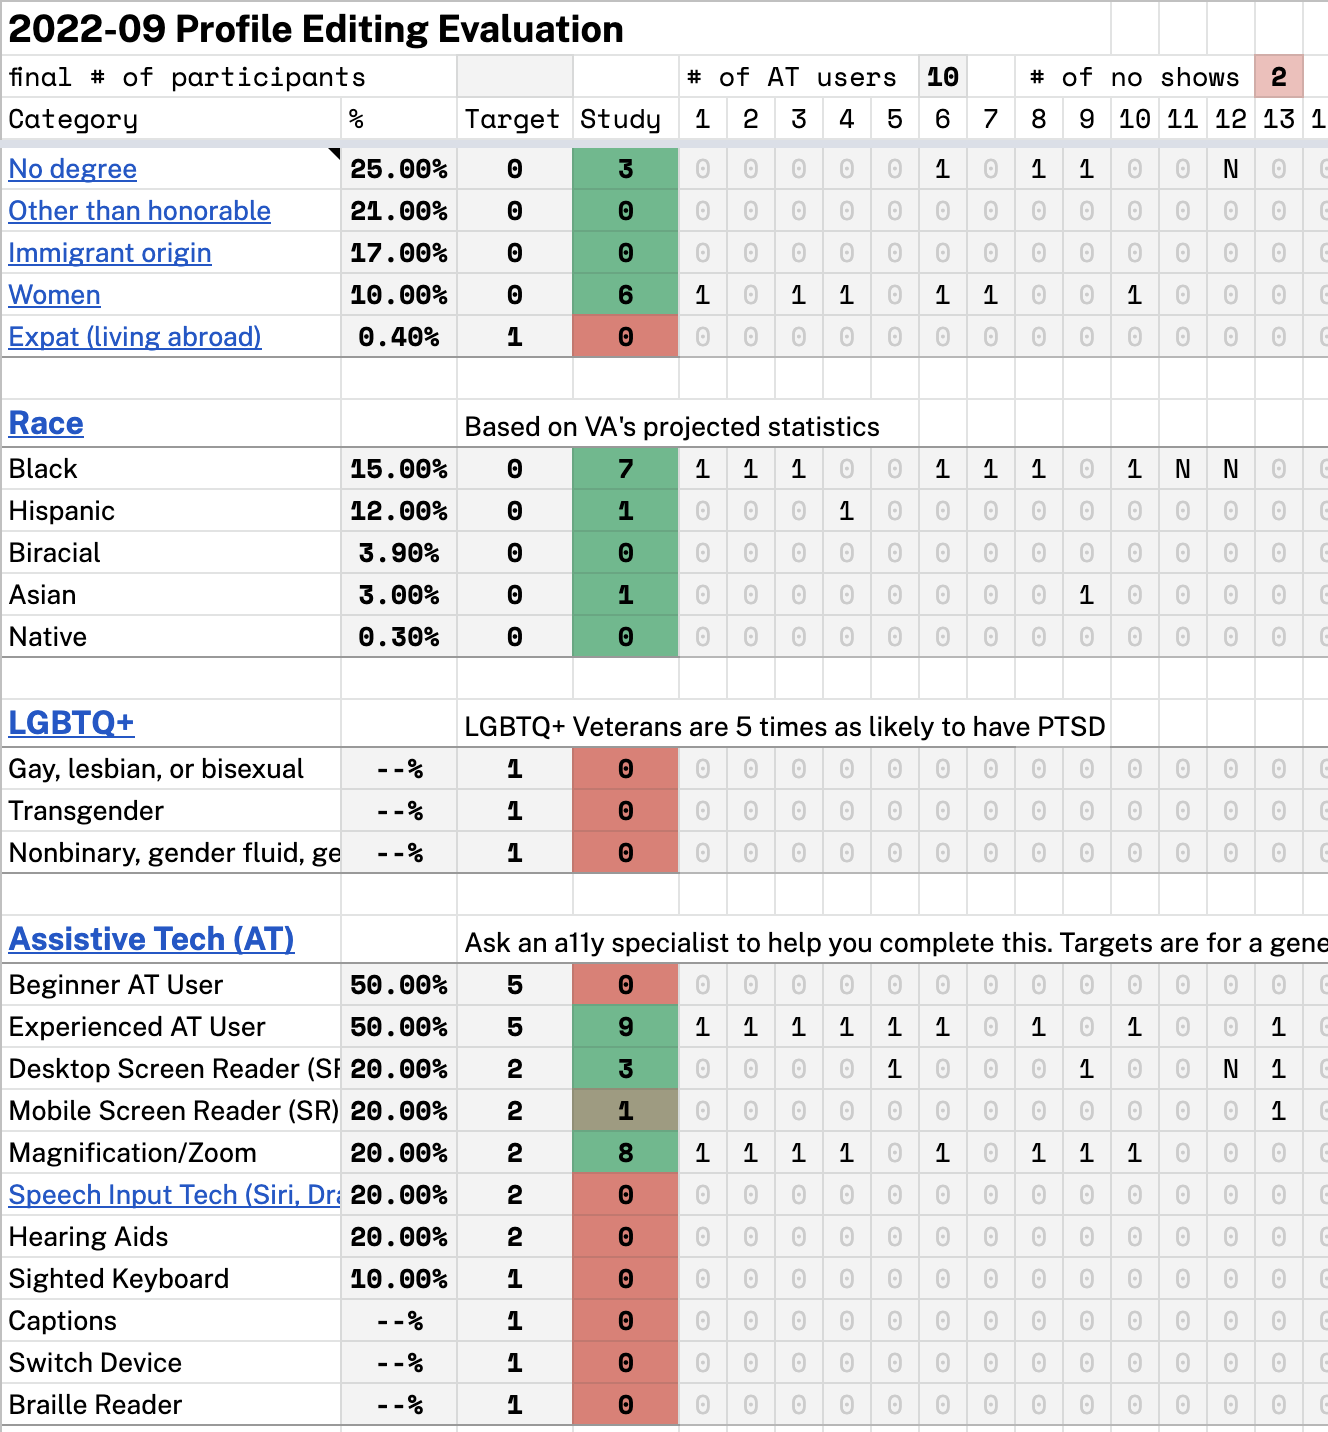 2022-09 Profile Editing Evaluation
final # of participants # of AT users 10 # of no shows 2
Category % Target Study 1 2 3 4 5 6 7 8 9 10 11 12 13 1
No degree 25.00% 0 3 0 0 0 0 0 1 0 1 1 0 0 N 0 0
Other than honorable 21.00% 0 0 0 0 0 0 0 0 0 0 0 0 0 0 0 0
Immigrant origin 17.00% 0 0 0 0 0 0 0 0 0 0 0 0 0 0 0 0
Women 10.00% 0 6 1 0 1 1 0 1 1 0 0 1 0 0 0 0
Expat (living abroad) 0.40% 1 0 0 0 0 0 0 0 0 0 0 0 0 0 0 0
Race Based on VA's projected statistics
Black 15.00% 0 7 1 1 1 0 0 1 1 1 0 1 N N 0 0
Hispanic 12.00% 0 1 0 0 0 1 0 0 0 0 0 0 0 0 0 0
Biracial 3.90% 0 0 0 0 0 0 0 0 0 0 0 0 0 0 0 0
Asian 3.00% 0 1 0 0 0 0 0 0 0 0 1 0 0 0 0 0
Native 0.30% 0 0 0 0 0 0 0 0 0 0 0 0 0 0 0 0
LGBTQ+ LGBTQ+ Veterans are 5 times as likely to have PTSD
Gay, lesbian, or bisexual --% 1 0 0 0 0 0 0 0 0 0 0 0 0 0 0 0
Transgender --% 1 0 0 0 0 0 0 0 0 0 0 0 0 0 0 0
Nonbinary, gender fluid, ge --% 1 0 0 0 0 0 0 0 0 0 0 0 0 0 0 0
Assistive Tech (AT) Ask an a11y specialist to help you complete this. Targets are for a gene
Beginner AT User 50.00% 5 0 0 0 0 0 0 0 0 0 0 0 0 0 0 0
Experienced AT User 50.00% 5 9 1 1 1 1 1 1 0 1 0 1 0 0 1 0
Desktop Screen Reader (SR 20.00% 2 3 0 0 0 0 1 0 0 0 1 0 0 N 1 0
Mobile Screen Reader (SR) 20.00% 2 1 0 0 0 0 0 0 0 0 0 0 0 0 1 0
Magnification/Zoom 20.00% 2 8 1 1 1 1 0 1 0 1 1 1 0 0 0 0
Speech Input Tech (Siri, Dra 20.00% 2 0 0 0 0 0 0 0 0 0 0 0 0 0 0 0
Hearing Aids 20.00% 2 0 0 0 0 0 0 0 0 0 0 0 0 0 0 0
Sighted Keyboard 10.00% 1 0 0 0 0 0 0 0 0 0 0 0 0 0 0 0
Captions --% 1 0 0 0 0 0 0 0 0 0 0 0 0 0 0 0
Switch Device --% 1 0 0 0 0 0 0 0 0 0 0 0 0 0 0 0
Braille Reader --% 1 0 0 0 0 0 0 0 0 0 0 0 0 0 0 0